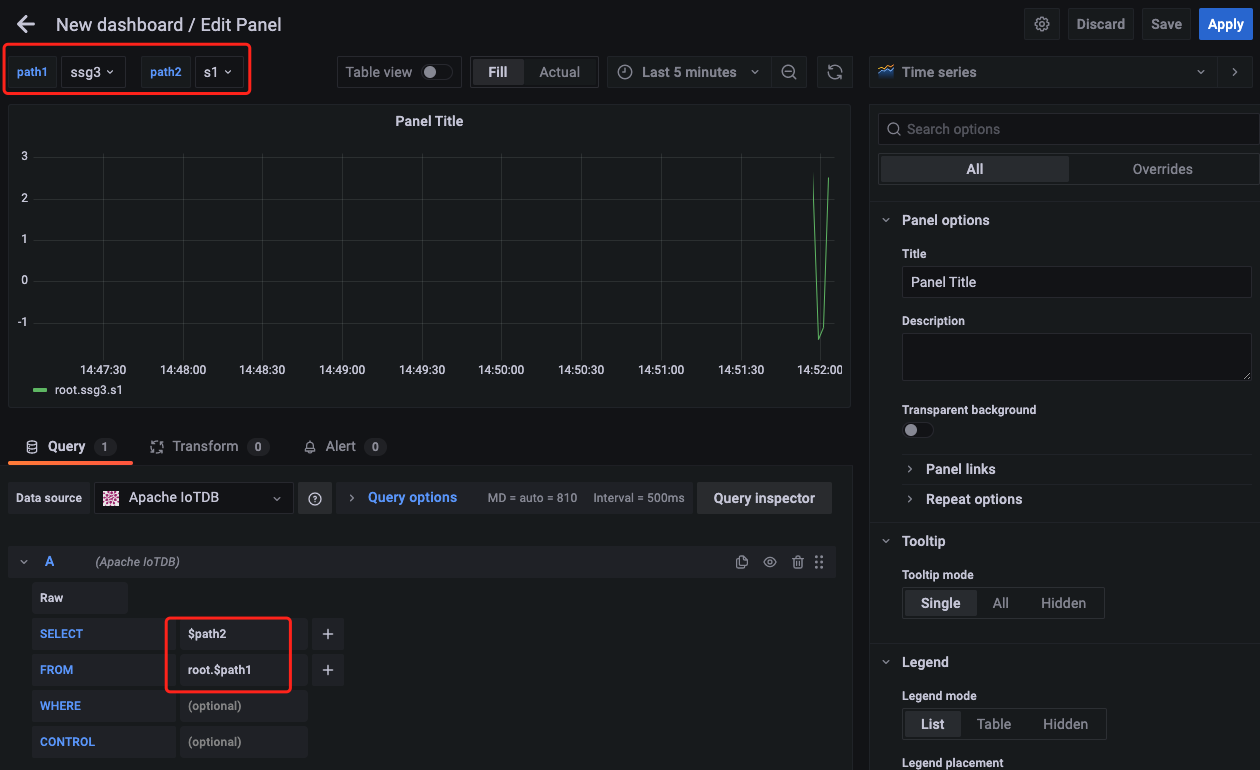 New dashboard / Edit Panel
Discard
Save
Apply
path1
ssg3
path2
s1
Table view
Fill
Actual
Last 5 minutes
Time series
Panel Title
3
2
1
0
-1
14:47:30
14:48:00
14:48:30
14:49:00
14:49:30
14:50:00
14:50:30
14:51:00
14:51:30
14:52:00
root.ssg3.s1
Query 1
Transform 0
Alert 0
Data source
Apache IoTDB
Query options
MD = auto = 810
Interval = 500ms
Query inspector
A
(Apache IoTDB)
Raw
SELECT
$path2
+
FROM
root.$path1
+
WHERE
(optional)
CONTROL
(optional)
Search options
All
Overrides
Panel options
Title
Panel Title
Description
Transparent background
Panel links
Repeat options
Tooltip
Tooltip mode
Single
All
Hidden
Legend
Legend mode
List
Table
Hidden
Legend placement